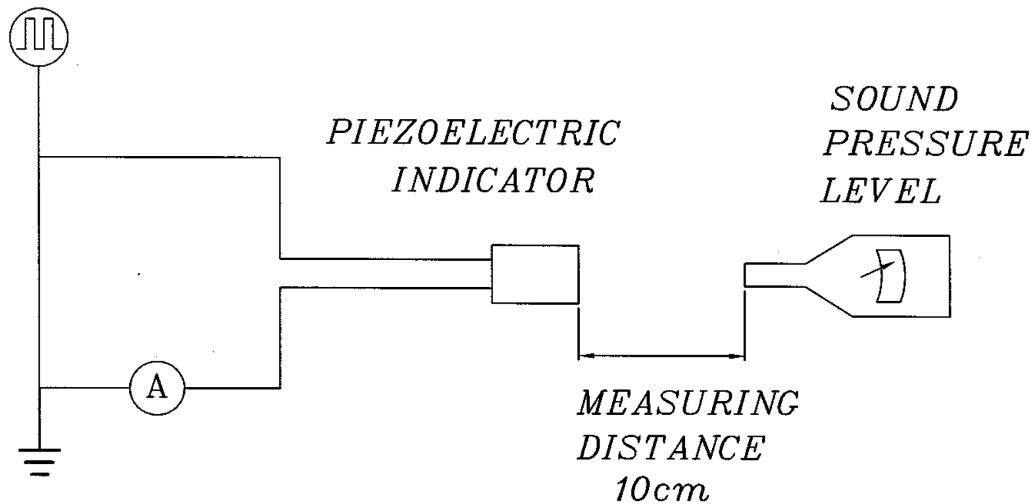 PIEZOELECTRIC
INDICATOR
SOUND
PRESSURE
LEVEL
A
MEASURING
DISTANCE
10cm